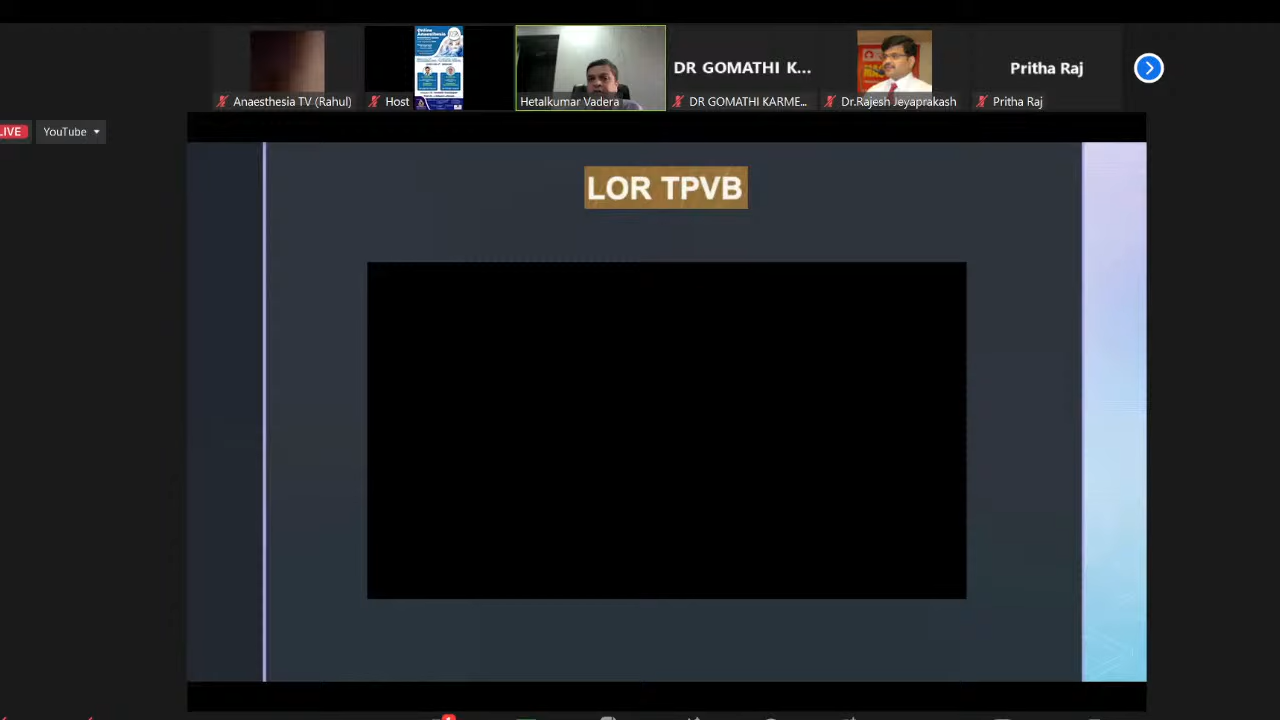 DR GOMATHI K...
Pritha Raj
Anaesthesia TV (Rahul)
Host
Hetalkumar Vadera
DR GOMATHI KARME...
Dr.Rajesh Jeyaprakash
Pritha Raj
LIVE
YouTube
LOR TPVB